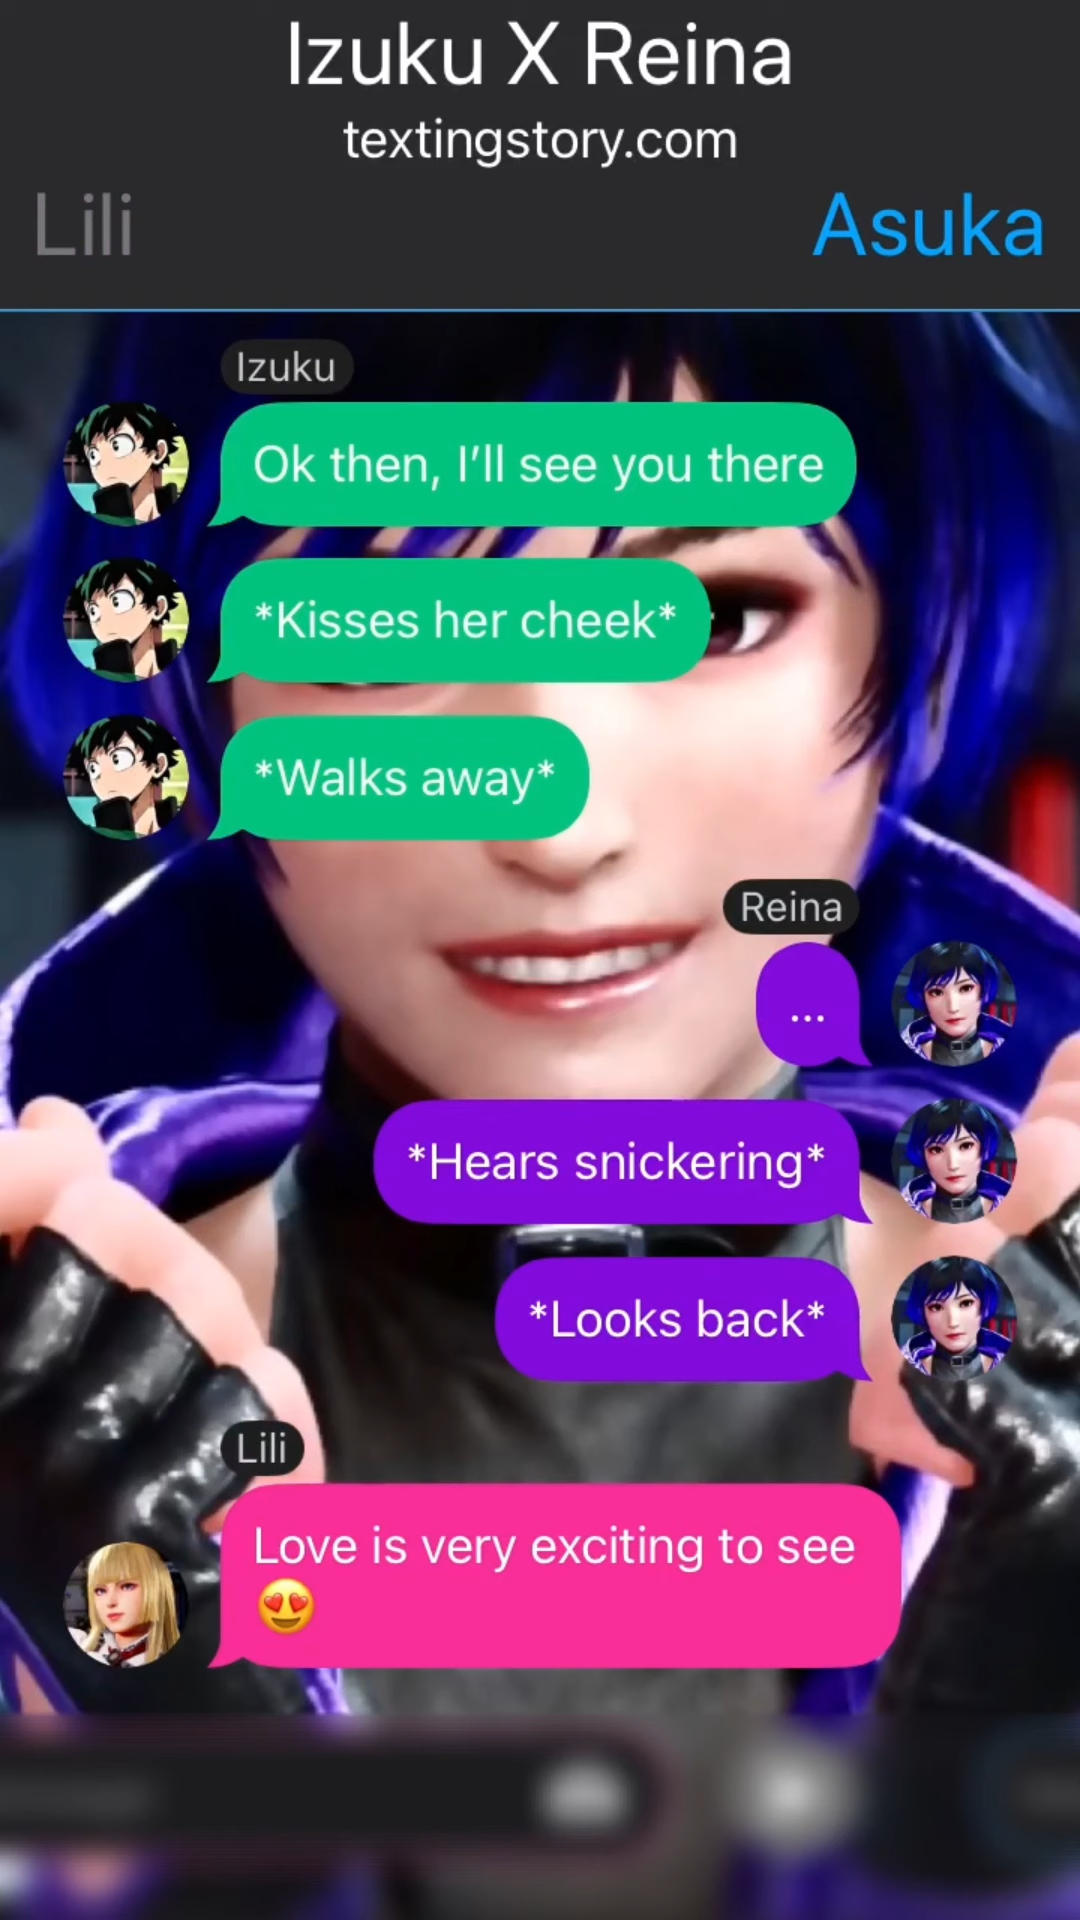 Izuku X Reina
textingstory.com
Lili
Asuka
Izuku
Ok then, I’ll see you there
*Kisses her cheek*
*Walks away*
Reina
...
*Hears snickering*
*Looks back*
Lili
Love is very exciting to see
😍